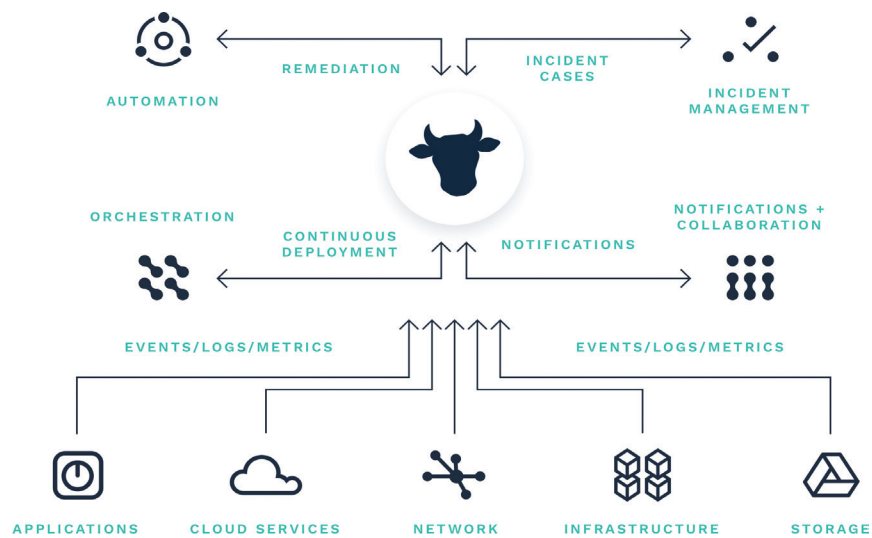 REMEDIATION
INCIDENT
CASES
AUTOMATION
INCIDENT
MANAGEMENT
ORCHESTRATION
NOTIFICATIONS +
COLLABORATION
CONTINUOUS
DEPLOYMENT
NOTIFICATIONS
EVENTS/LOGS/METRICS
EVENTS/LOGS/METRICS
APPLICATIONS
CLOUD SERVICES
NETWORK
INFRASTRUCTURE
STORAGE